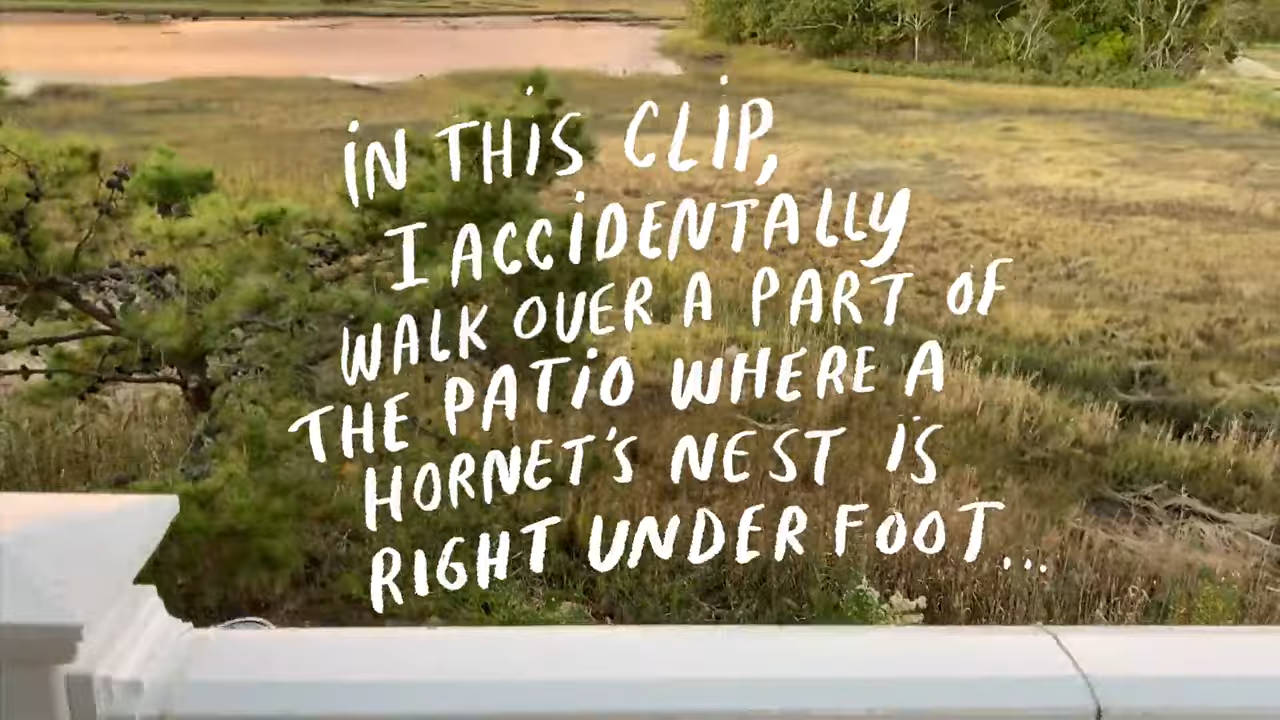 IN THIS CLIP,
I ACCIDENTALLY
WALK OVER A PART OF
THE PATIO WHERE A
HORNET'S NEST IS
RIGHT UNDER FOOT...